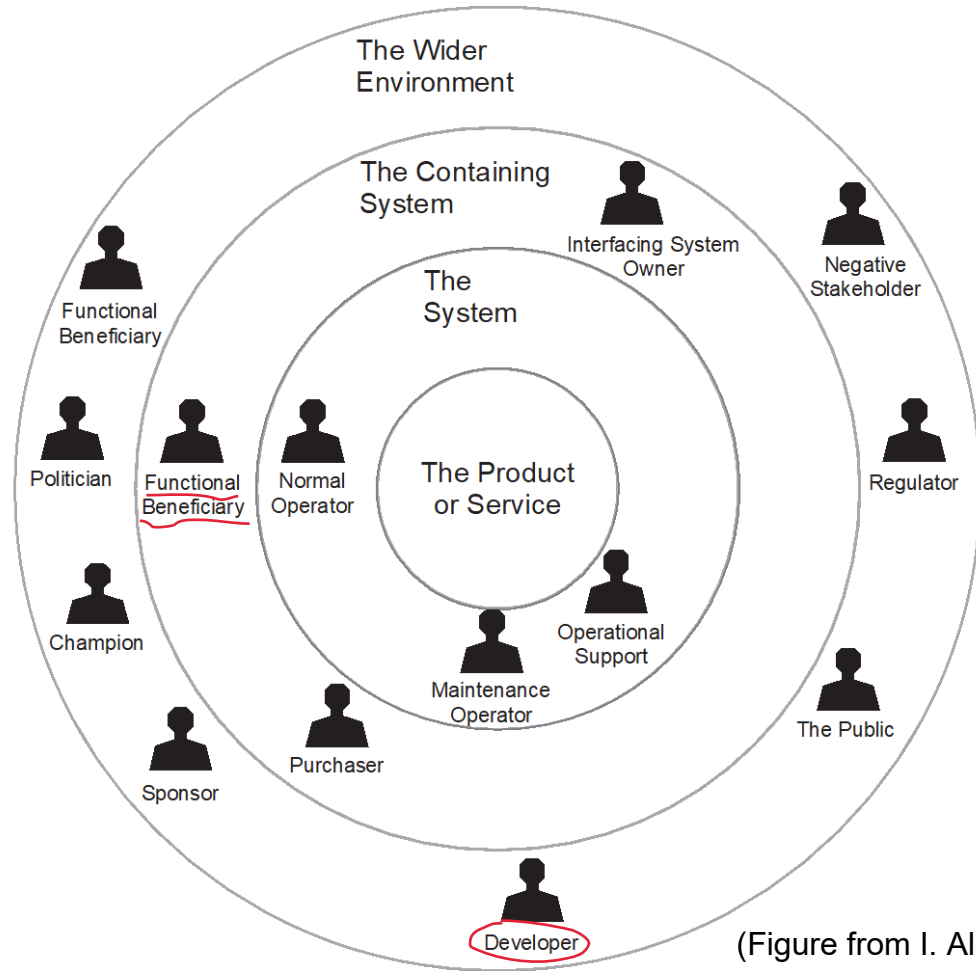 The Wider
Environment
The Containing
System
Interfacing System
Owner
Negative
Stakeholder
Functional
Beneficiary
The
System
Politician
Functional
Beneficiary
Normal
Operator
The Product
or Service
Regulator
Champion
Operational
Support
Maintenance
Operator
The Public
Purchaser
Sponsor
Developer
(Figure from I. Al